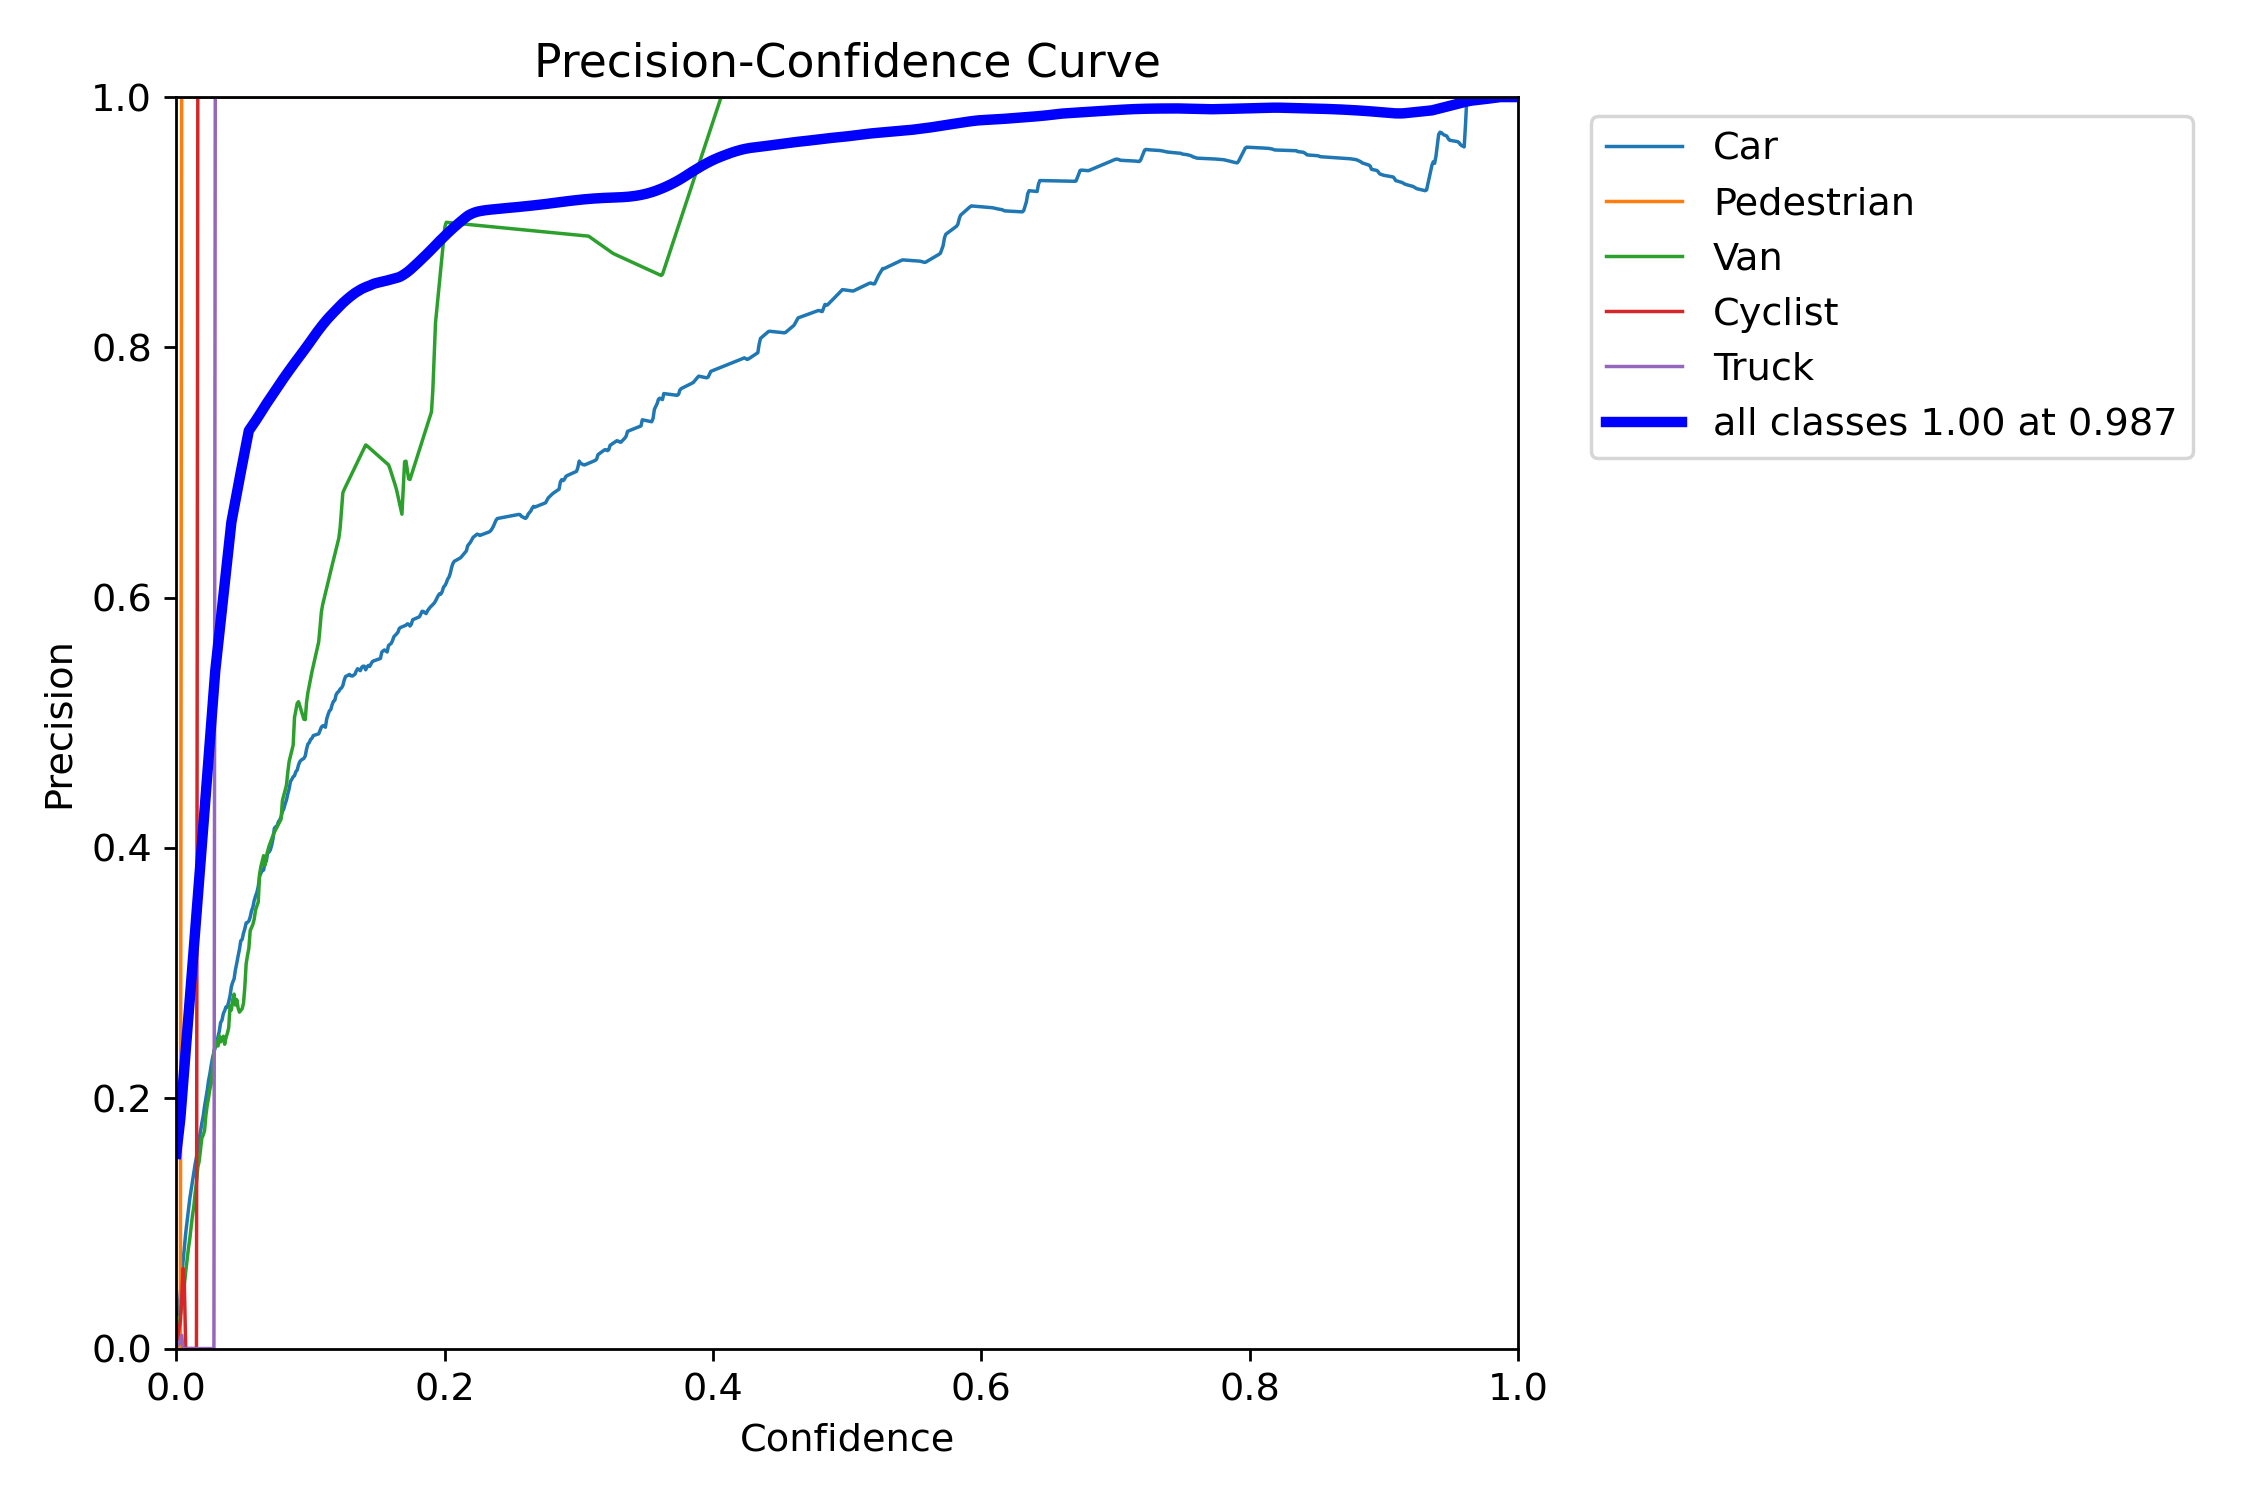 Precision-Confidence Curve
1.0
0.8
0.6
0.4
0.2
0.0
Precision
0.0 0.2 0.4 0.6 0.8 1.0
Confidence
Car
Pedestrian
Van
Cyclist
Truck
all classes 1.00 at 0.987